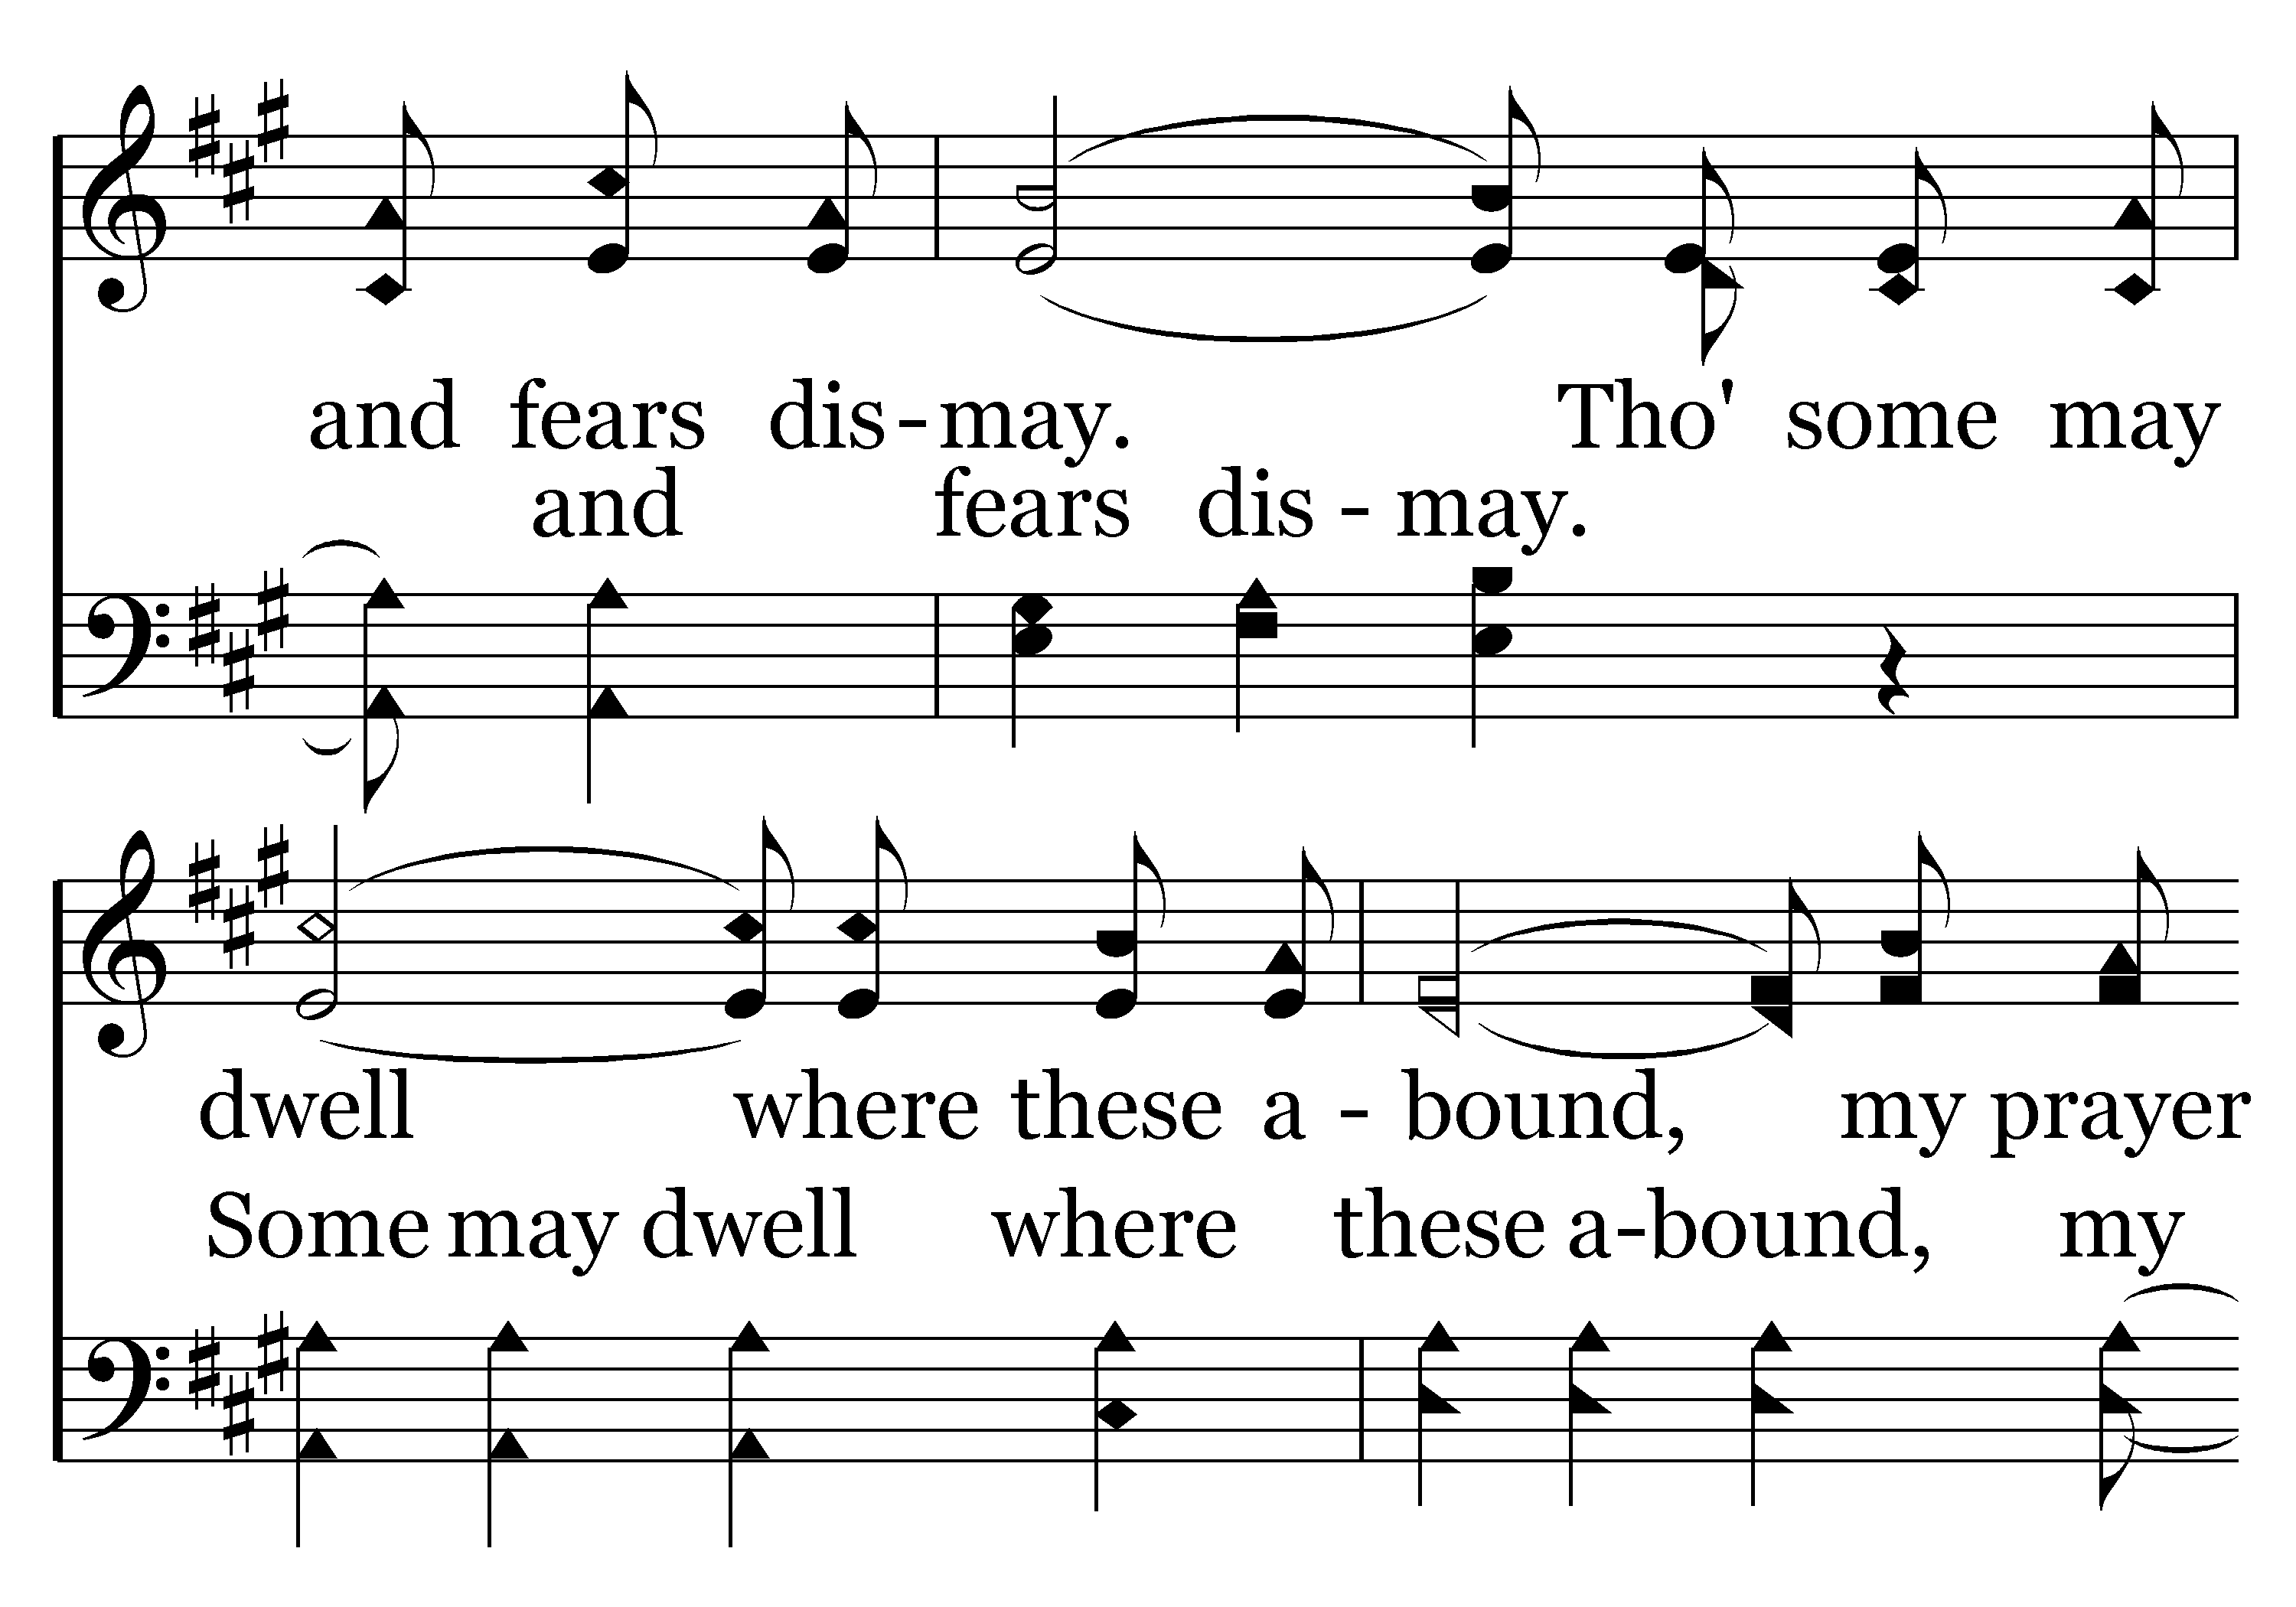 and fears dis-may. Tho' some may
and fears dis - may.
dwell where these a - bound, my prayer
Some may dwell where these a-bound, my